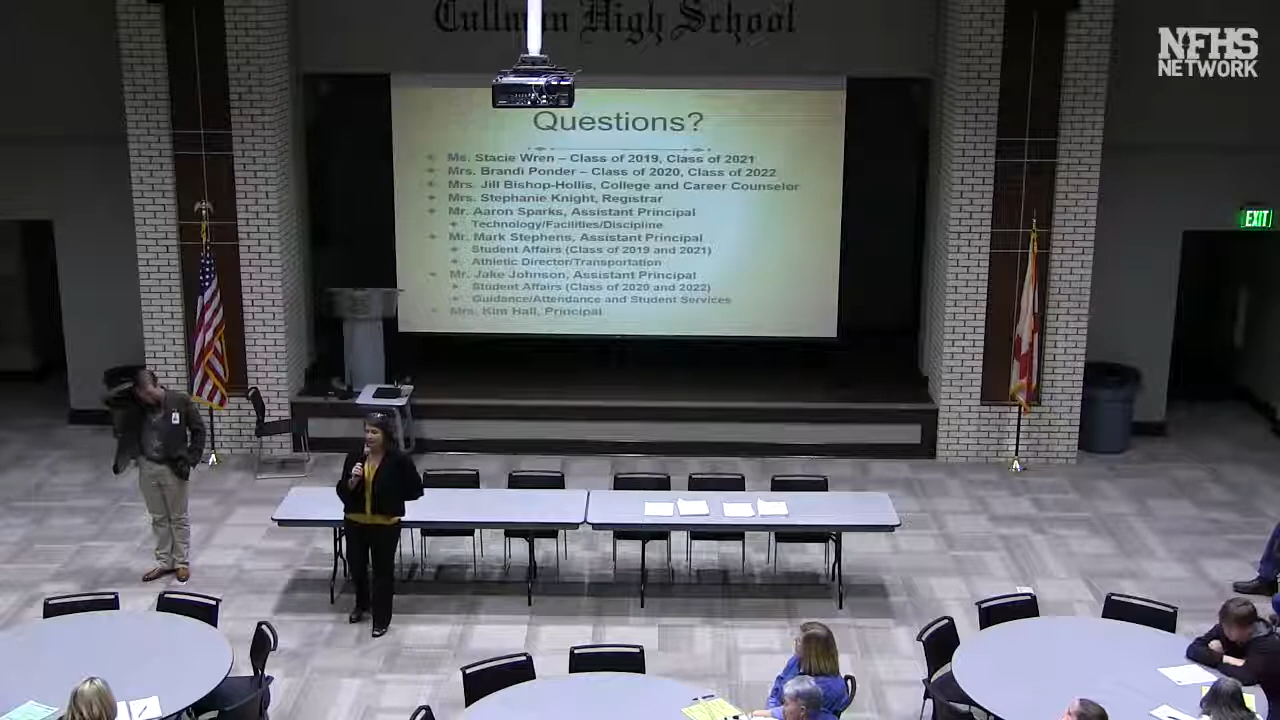 Cullman High School
NFHS
NETWORK
Questions?
Ms. Stacie Wren – Class of 2019, Class of 2021
Mrs. Brandi Ponder – Class of 2020, Class of 2022
Mrs. Jill Bishop-Hollis, College and Career Counselor
Mrs. Stephanie Knight, Registrar
Mr. Aaron Sparks, Assistant Principal
Technology/Facilities/Discipline
Mr. Mark Stephens, Assistant Principal
Student Affairs (Class of 2019 and 2021)
Athletic Director/Transportation
Mr. Jake Johnson, Assistant Principal
Student Affairs (Class of 2020 and 2022)
Guidance/Attendance and Student Services
Mrs. Kim Hall, Principal
EXIT